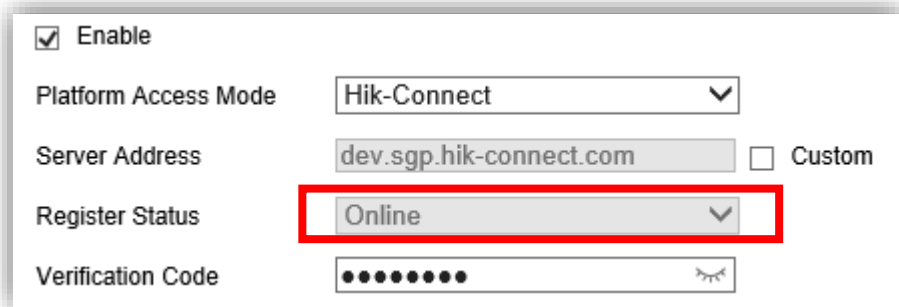 Enable
Platform Access Mode Hik-Connect
Server Address dev.sgp.hik-connect.com Custom
Register Status Online
Verification Code ●●●●●●●●